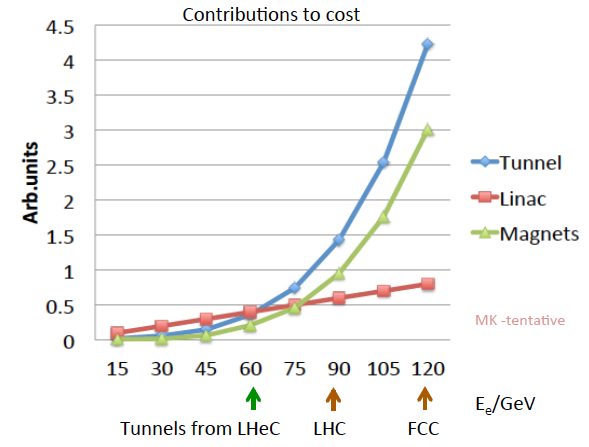 Contributions to cost
4.5
4
3.5
3
2.5
2
1.5
1
0.5
0
Arb.units
15 30 45 60 75 90 105 120
Tunnel
Linac
Magnets
MK -tentative
Ee/GeV
Tunnels from LHeC LHC FCC